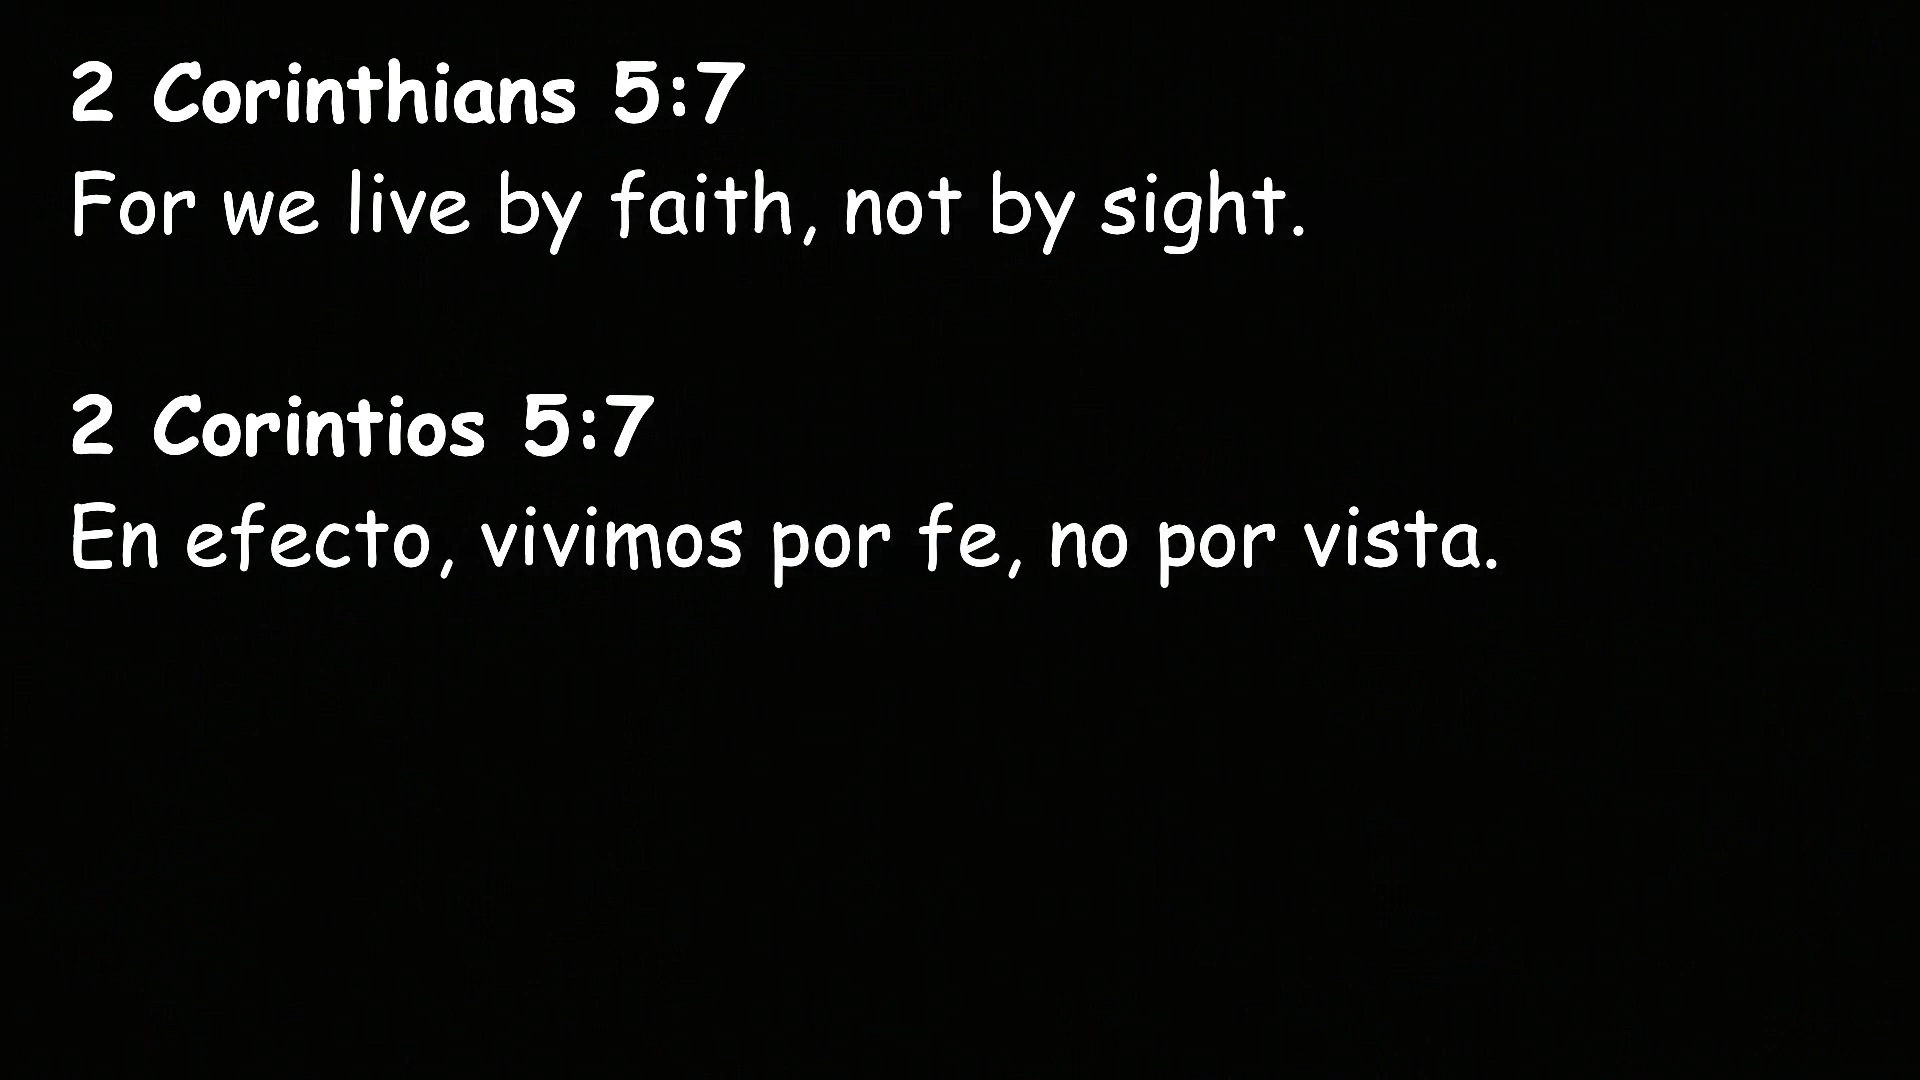 2 Corinthians 5:7
For we live by faith, not by sight.
2 Corintios 5:7
En efecto, vivimos por fe, no por vista.